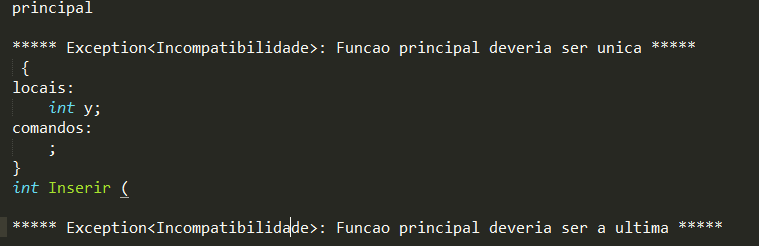 principal
***** Exception<Incompatibilidade>: Funcao principal deveria ser unica *****
{
locais:
int y;
comandos:
;
}
int Inserir (
***** Exception<Incompatibilidade>: Funcao principal deveria ser a ultima *****